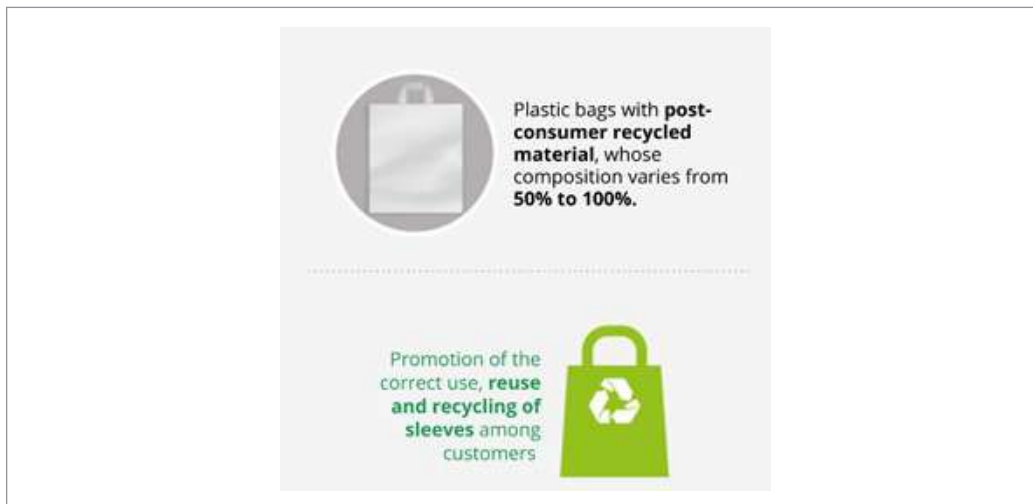 Plastic bags with post-
consumer recycled
material, whose
composition varies from
50% to 100%.
Promotion of the
correct use, reuse
and recycling of
sleeves among
customers